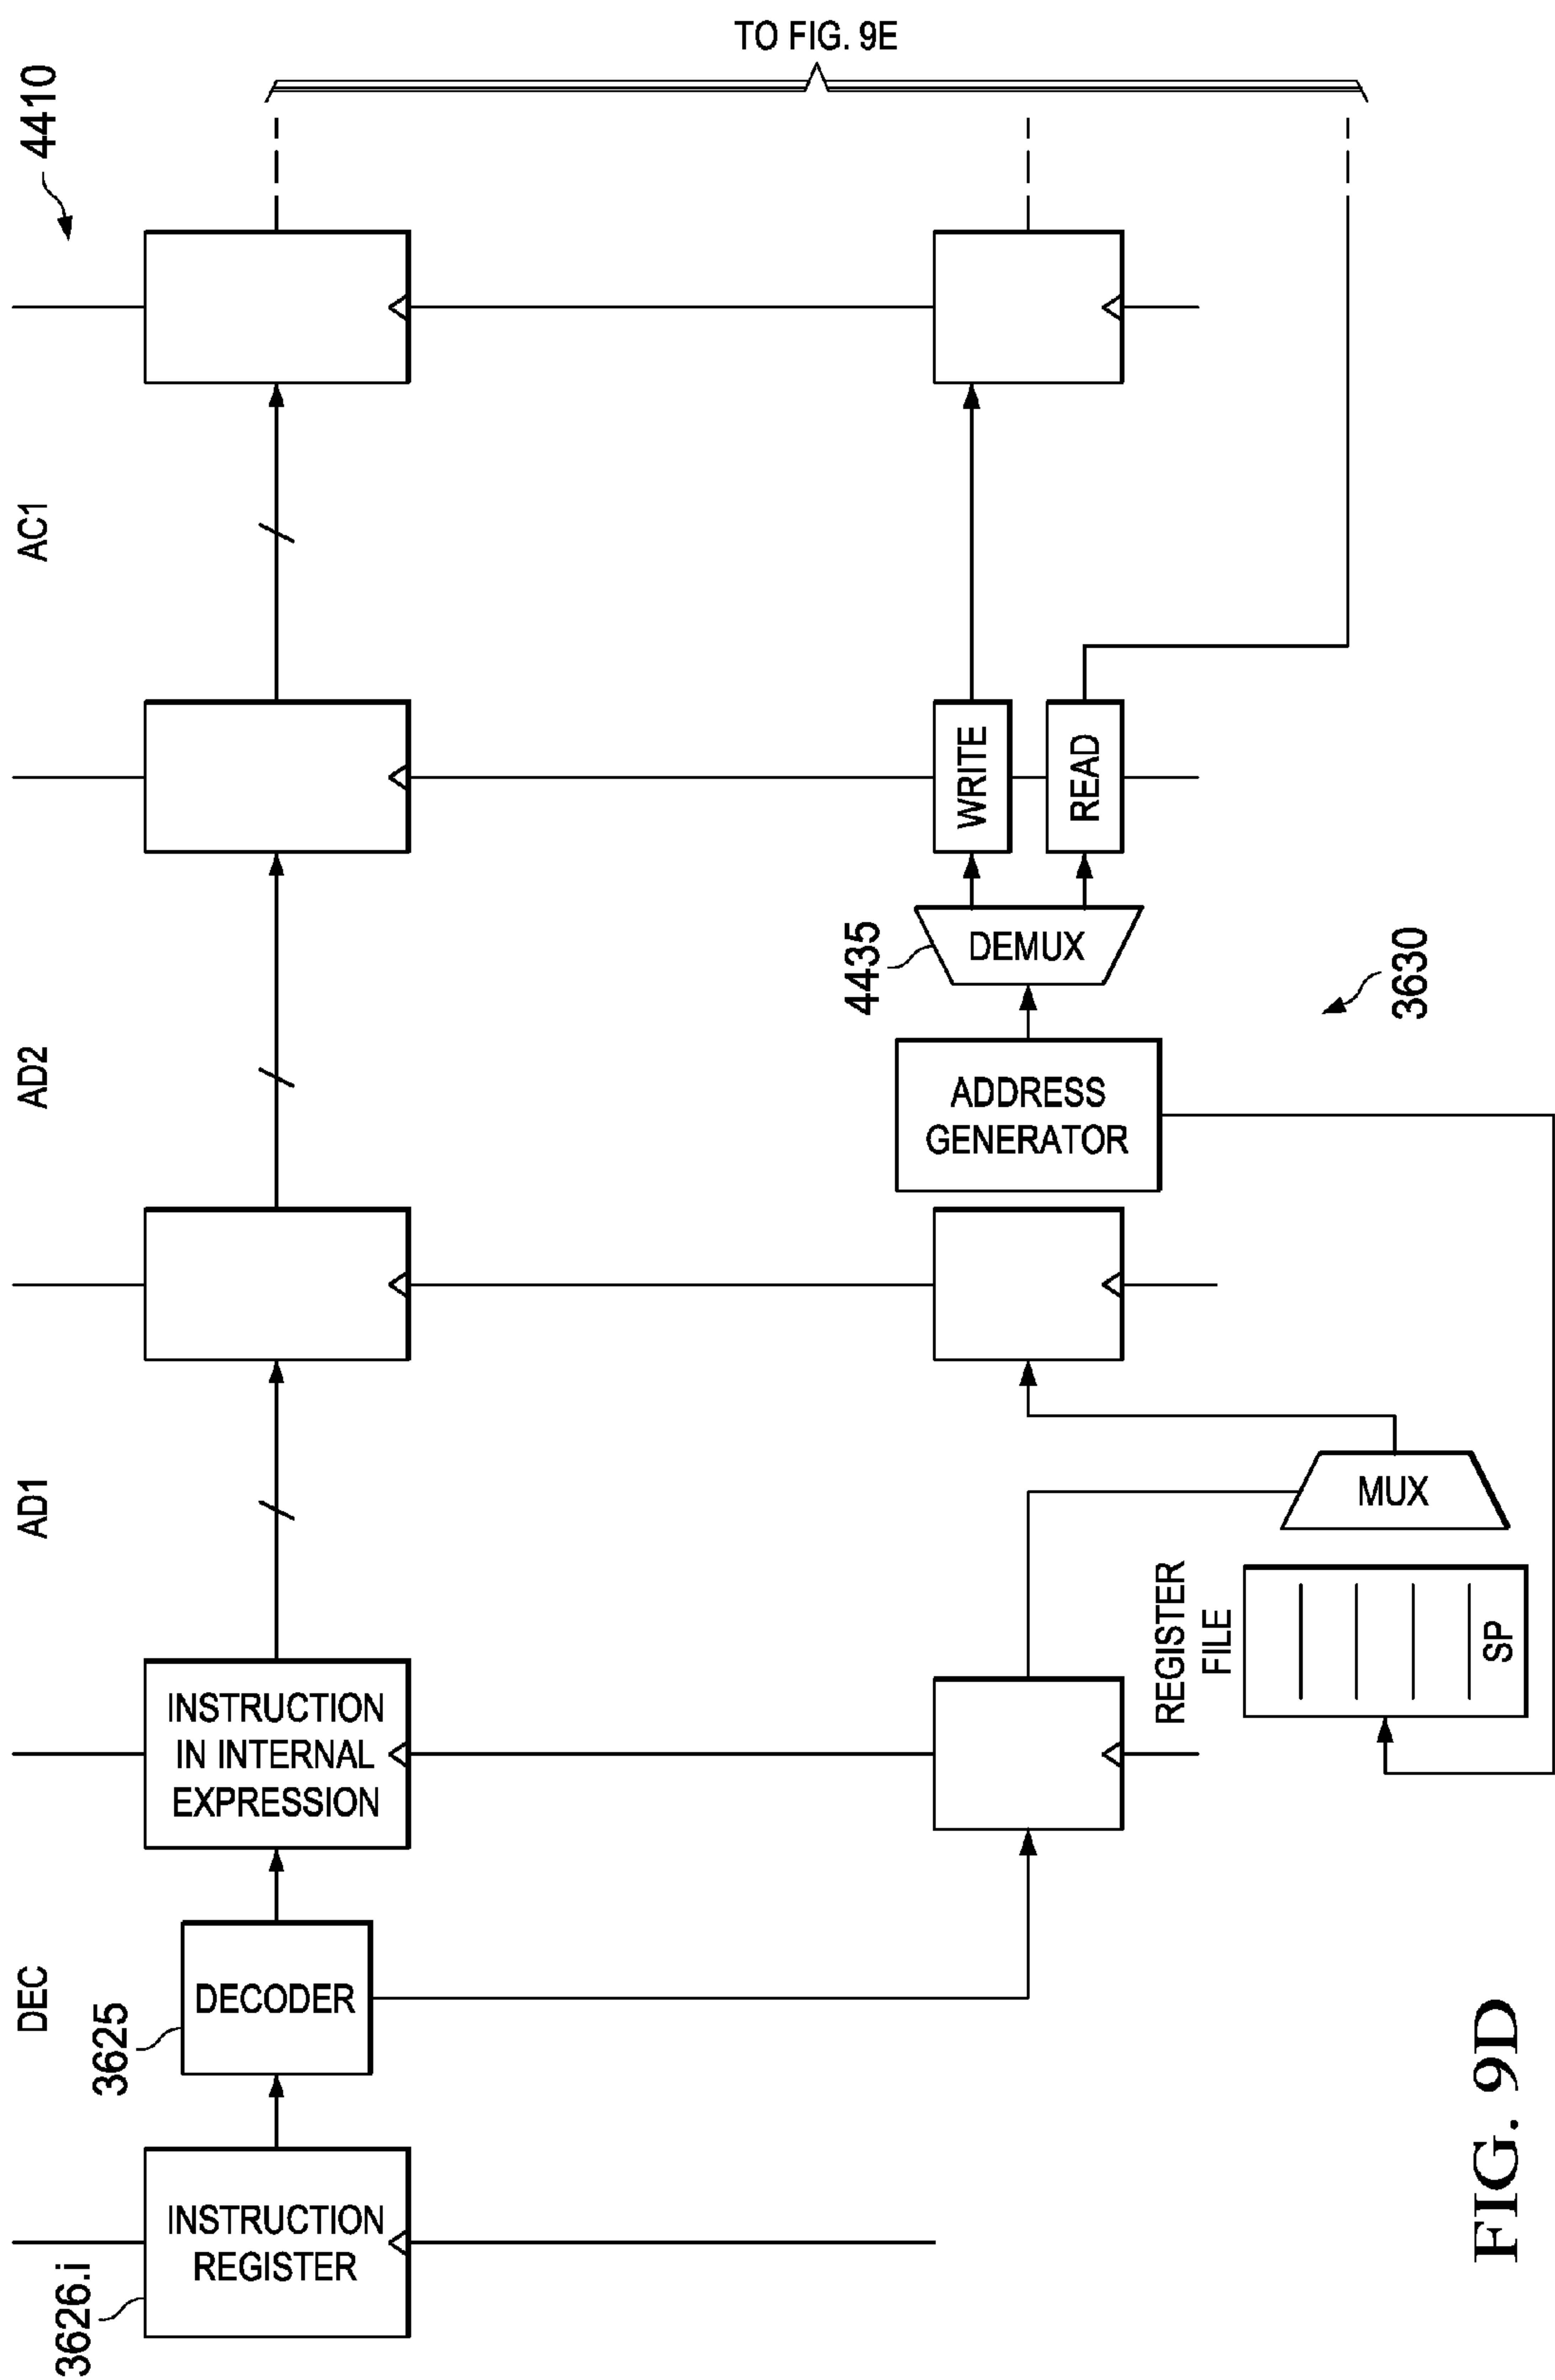 TO FIG. 9E
4410
DEC
AD1
AD2
AC1
3626.i
INSTRUCTION
REGISTER
3625
DECODER
INSTRUCTION
IN INTERNAL
EXPRESSION
REGISTER
FILE
SP
MUX
ADDRESS
GENERATOR
4435
DEMUX
WRITE
READ
3630
FIG. 9D